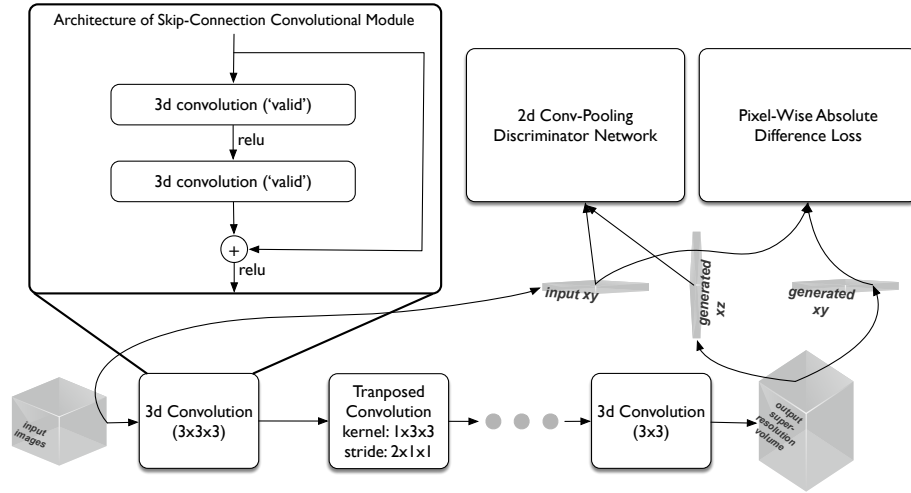 Architecture of Skip-Connection Convolutional Module
3d convolution (‘valid’)
relu
3d convolution (‘valid’)
+
relu
2d Conv-Pooling
Discriminator Network
Pixel-Wise Absolute
Difference Loss
input xy
generated
xz
generated
xy
input
images
3d Convolution
(3x3x3)
Tranposed
Convolution
kernel: 1x3x3
stride: 2x1x1
3d Convolution
(3x3)
output
super-
resolution
volume